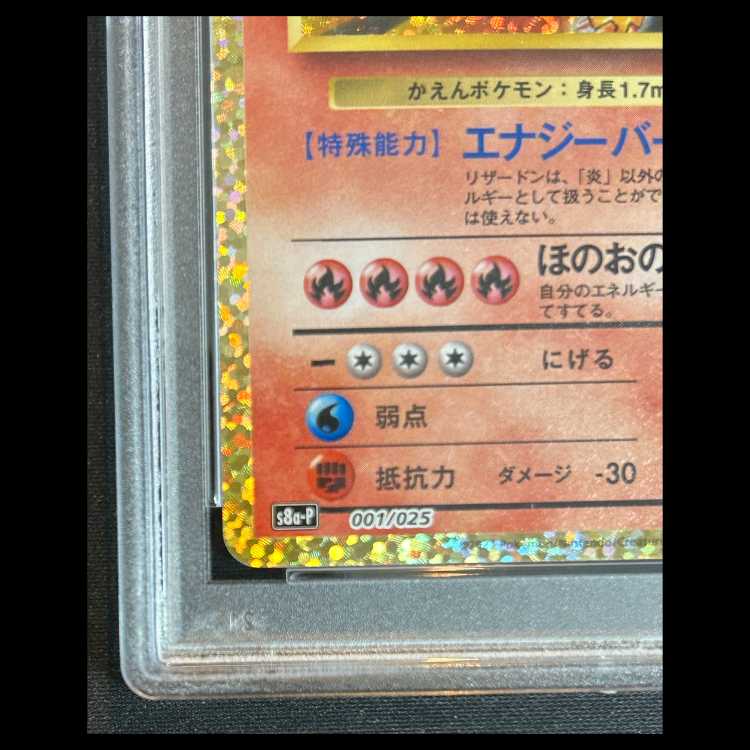 かえんポケモン：身長1.7m
【特殊能力】 エナジーバー
リザードンは、「炎」以外の
ルギーとして扱うことがで
は使えない。
ほのおの
自分のエネルギー
てすてる。
にげる
弱点
抵抗力 ダメージ -30
s8a-P 001/025